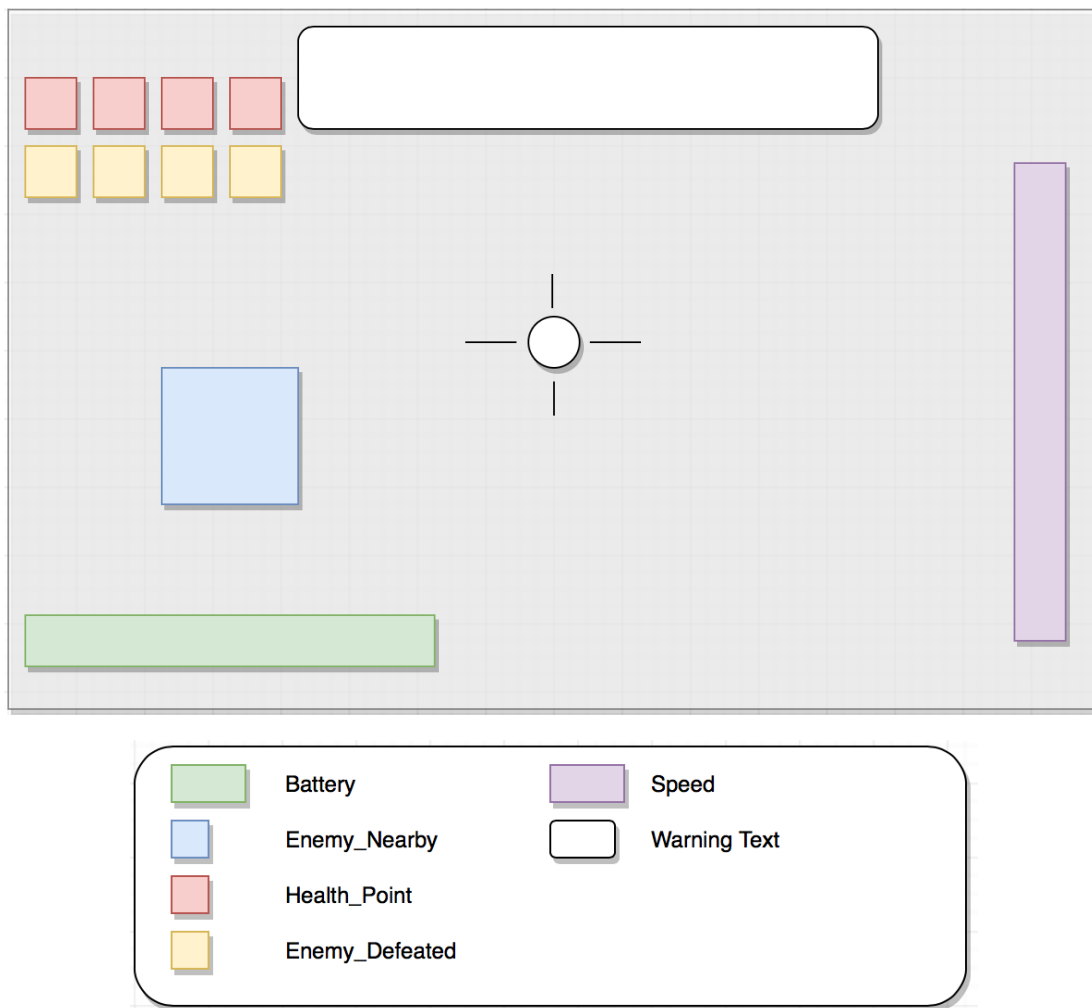 Battery
Speed
Enemy_Nearby
Warning Text
Health_Point
Enemy_Defeated